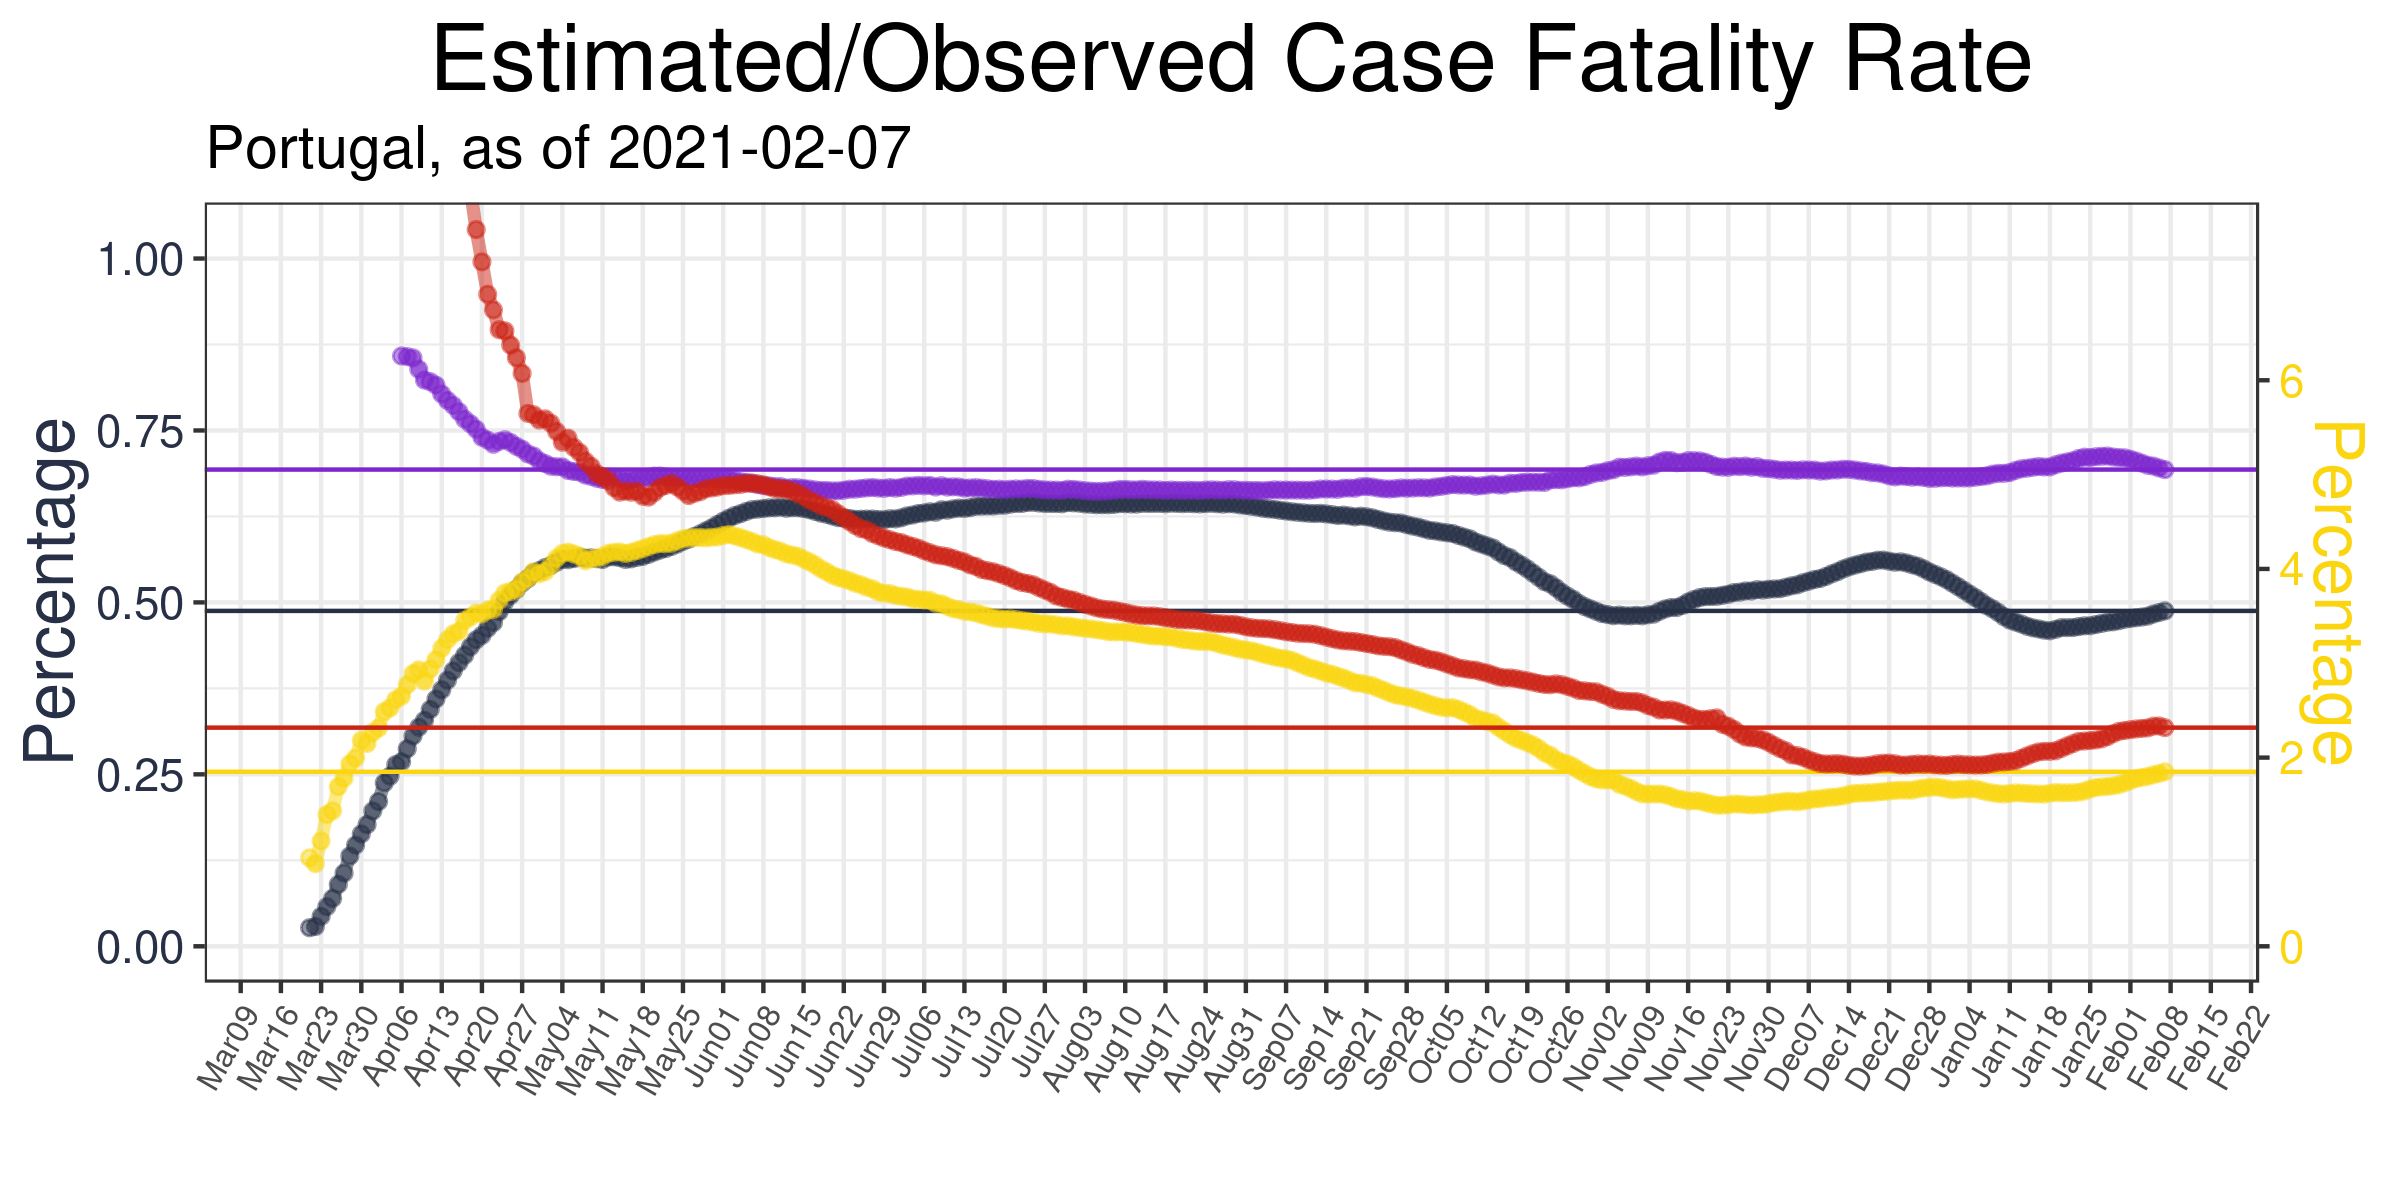 Estimated/Observed Case Fatality Rate
Portugal, as of 2021-02-07
Percentage
1.00
0.75
0.50
0.25
0.00
6
4
2
0
Percentage
Mar09
Mar16
Mar23
Mar30
Apr06
Apr13
Apr20
Apr27
May04
May11
May18
May25
Jun01
Jun08
Jun15
Jun22
Jun29
Jul06
Jul13
Jul20
Jul27
Aug03
Aug10
Aug17
Aug24
Aug31
Sep07
Sep14
Sep21
Sep28
Oct05
Oct12
Oct19
Oct26
Nov02
Nov09
Nov16
Nov23
Nov30
Dec07
Dec14
Dec21
Dec28
Jan04
Jan11
Jan18
Jan25
Feb01
Feb08
Feb15
Feb22